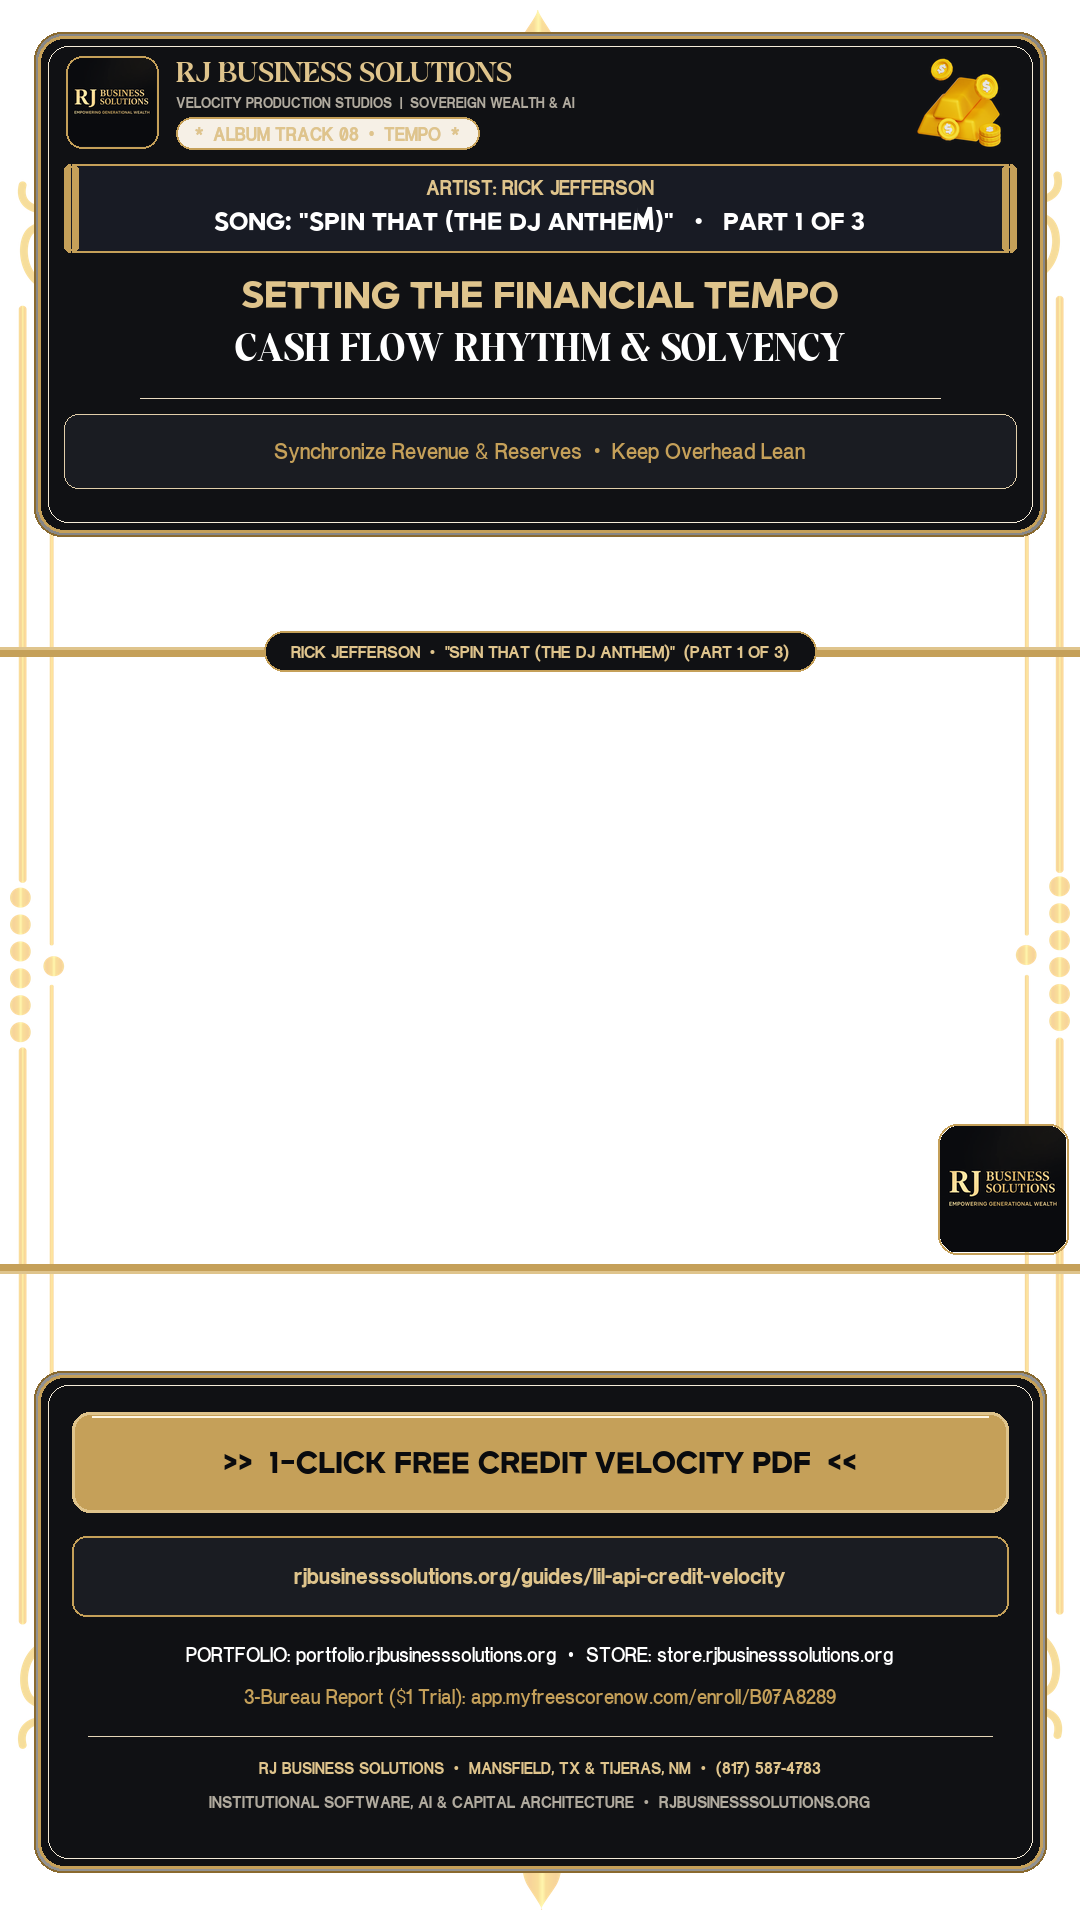 RJ BUSINESS SOLUTIONS
EMPOWERING GENERATIONAL WEALTH
RJ BUSINESS SOLUTIONS
VELOCITY PRODUCTION STUDIOS | SOVEREIGN WEALTH & AI
* ALBUM TRACK 08 • TEMPO *
ARTIST: RICK JEFFERSON
SONG: "SPIN THAT (THE DJ ANTHEM)" • PART 1 OF 3
SETTING THE FINANCIAL TEMPO
CASH FLOW RHYTHM & SOLVENCY
Synchronize Revenue & Reserves • Keep Overhead Lean
RICK JEFFERSON • "SPIN THAT (THE DJ ANTHEM)" (PART 1 OF 3)
RJ BUSINESS SOLUTIONS
EMPOWERING GENERATIONAL WEALTH
>> 1-CLICK FREE CREDIT VELOCITY PDF <<
rjbusinesssolutions.org/guides/lil-api-credit-velocity
PORTFOLIO: portfolio.rjbusinesssolutions.org • STORE: store.rjbusinesssolutions.org
3-Bureau Report ($1 Trial): app.myfreescorenow.com/enroll/B07A8289
RJ BUSINESS SOLUTIONS • MANSFIELD, TX & TIJERAS, NM • (817) 587-4783
INSTITUTIONAL SOFTWARE, AI & CAPITAL ARCHITECTURE • RJBUSINESSSOLUTIONS.ORG